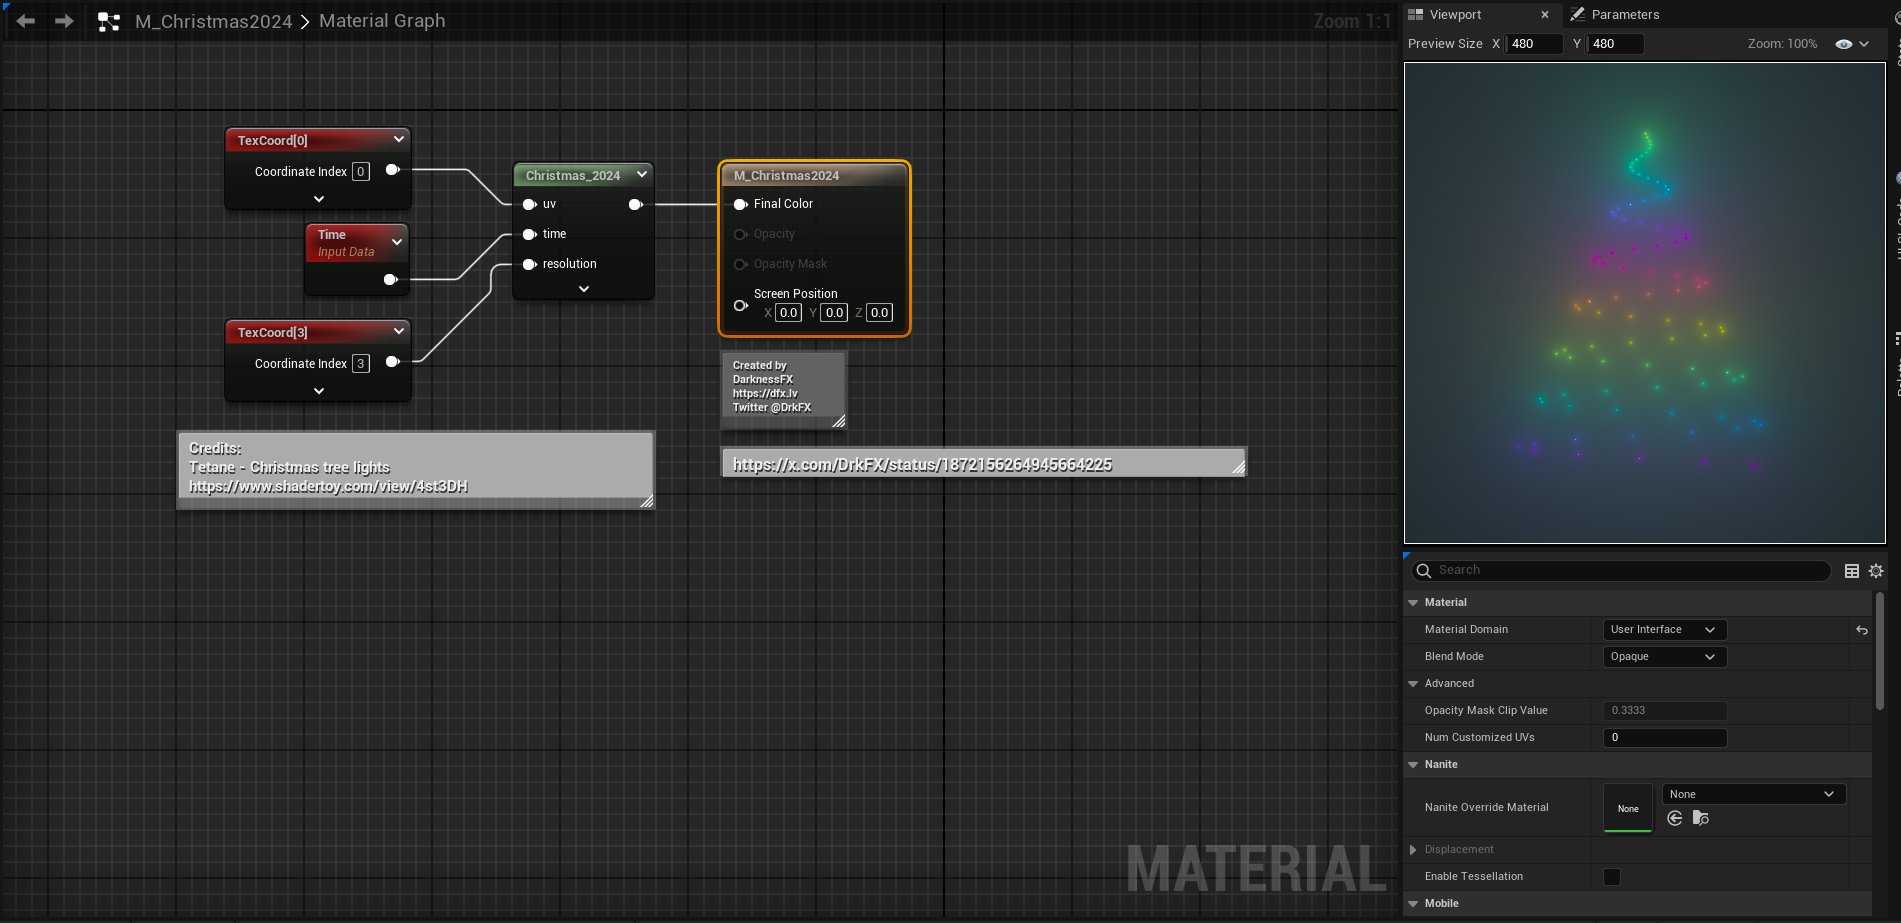 M_Christmas2024 > Material Graph
Zoom 1:1
TexCoord[0]
Coordinate Index 0
Time
Input Data
TexCoord[3]
Coordinate Index 3
Christmas_2024
uv
time
resolution
M_Christmas2024
Final Color
Opacity
Opacity Mask
Screen Position
X 0.0 Y 0.0 Z 0.0
Created by
DarknessFX
https://dfx.lv
Twitter @DrkFX
Credits:
Tetane - Christmas tree lights
https://www.shadertoy.com/view/4st3DH
https://x.com/DrkFX/status/1872156264945664225
MATERIAL
Viewport
Parameters
Preview Size X 480 Y 480
Zoom: 100%
Search
Material
Material Domain User Interface
Blend Mode Opaque
Advanced
Opacity Mask Clip Value 0.3333
Num Customized UVs 0
Nanite
Nanite Override Material None None
Displacement
Enable Tessellation
Mobile